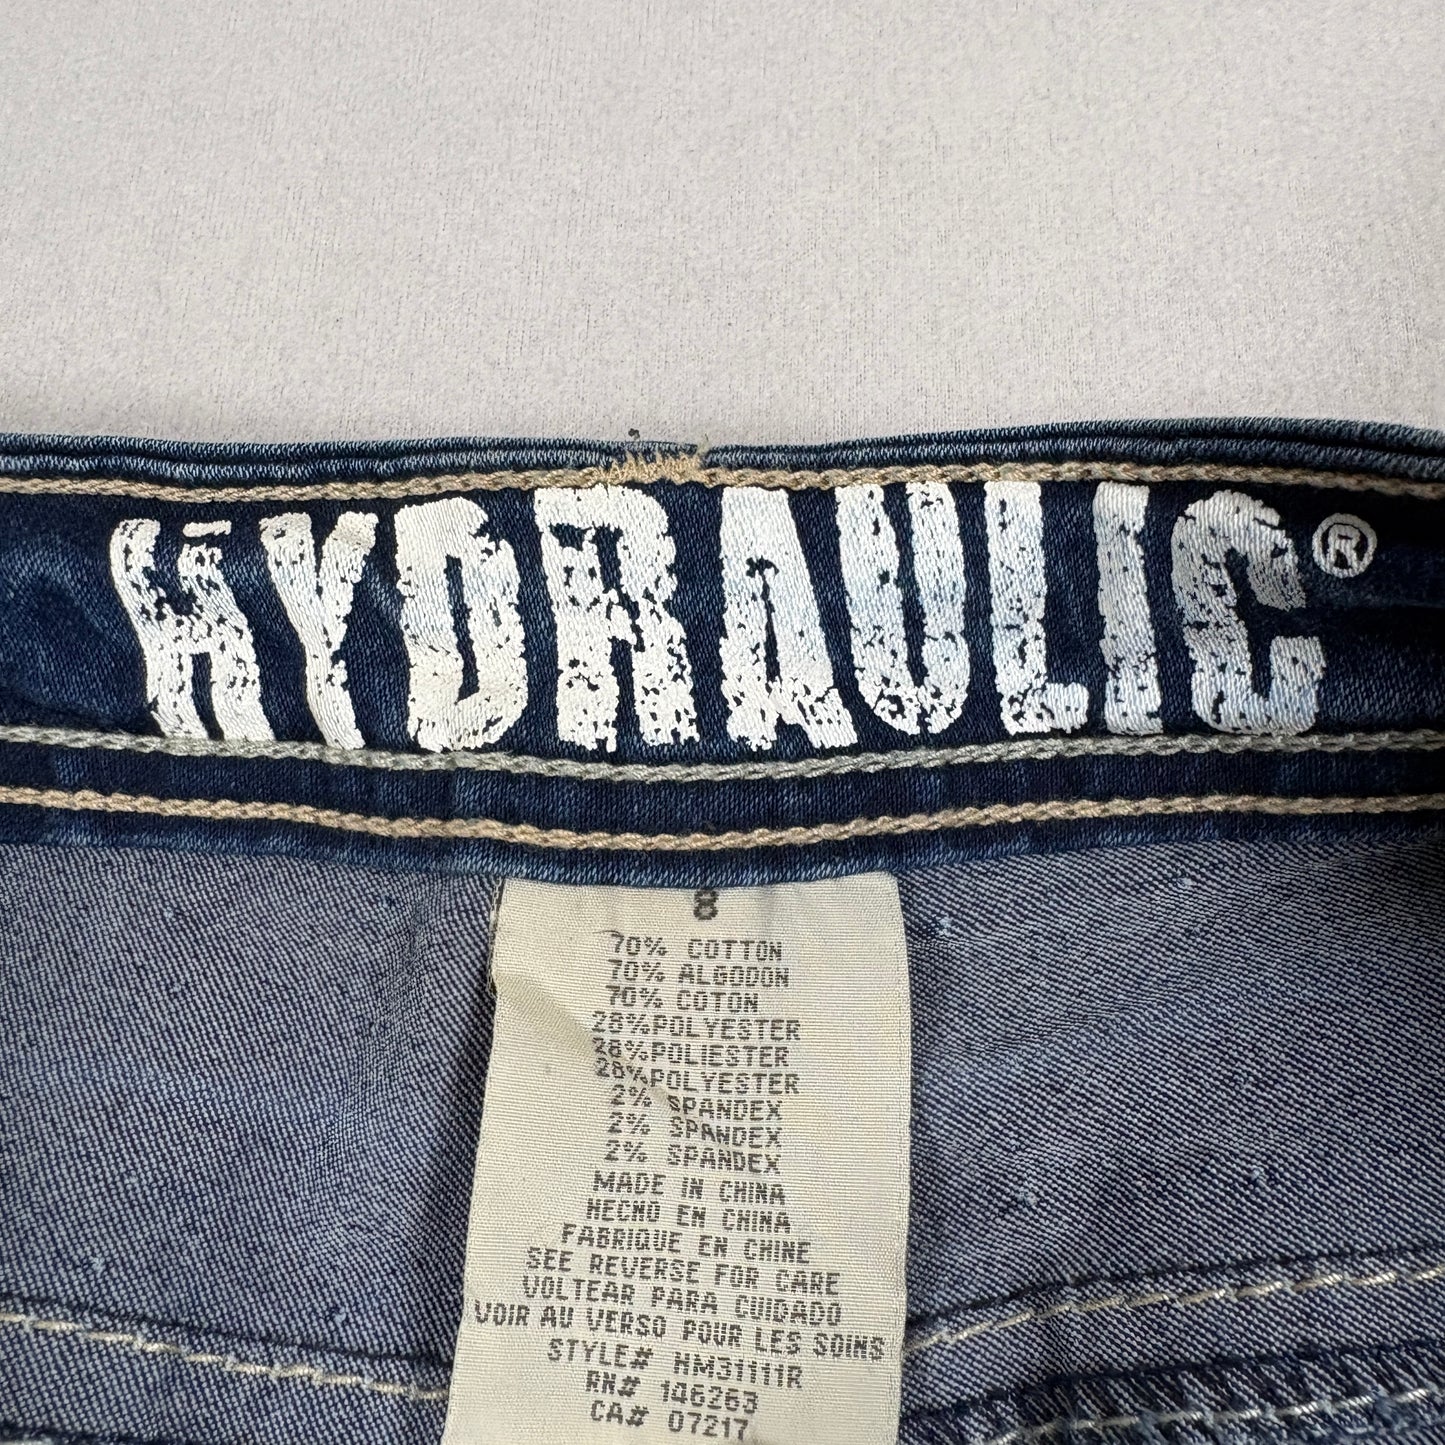 HYDRAULIC®
8
70% COTTON
70% ALGODON
70% COTON
28%POLYESTER
28%POLIESTER
28%POLYESTER
2% SPANDEX
2% SPANDEX
2% SPANDEX
MADE IN CHINA
HECHO EN CHINA
FABRIQUE EN CHINE
SEE REVERSE FOR CARE
VOLTEAR PARA CUIDADO
VOIR AU VERSO POUR LES SOINS
STYLE# HM31111R
RN# 146263
CA# 07217